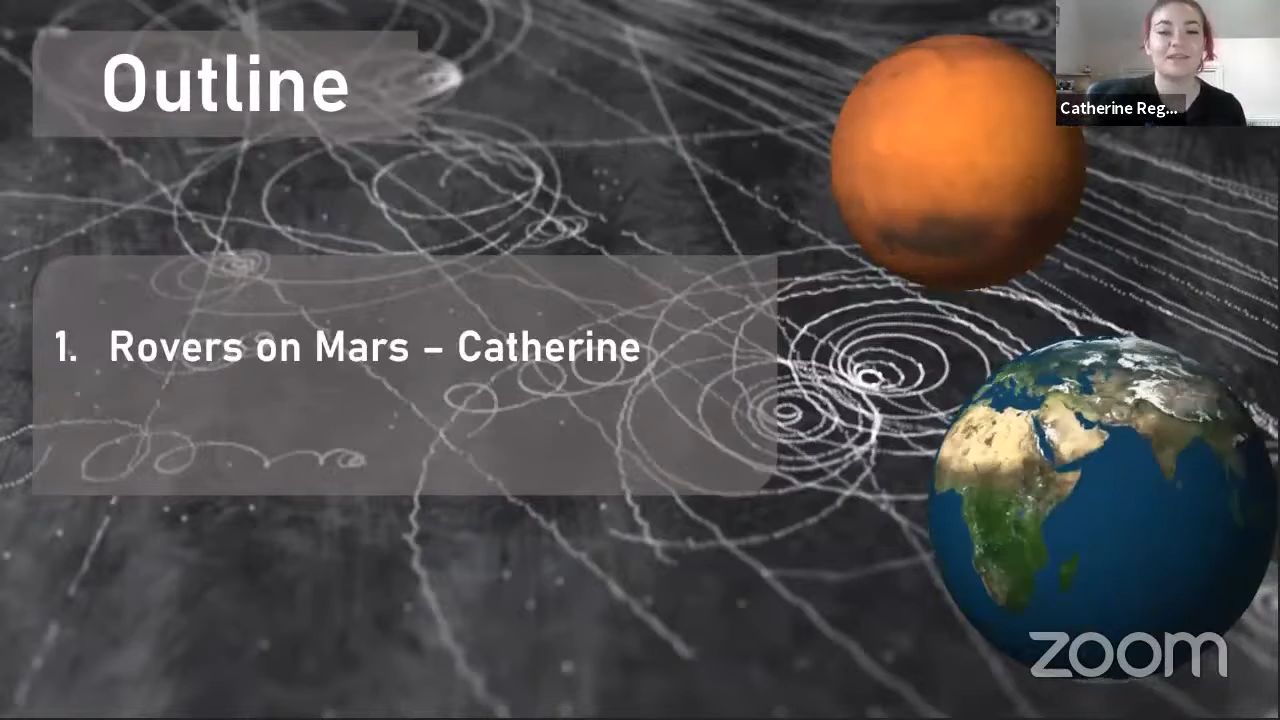 Outline
Catherine Reg...
1. Rovers on Mars – Catherine
zoom